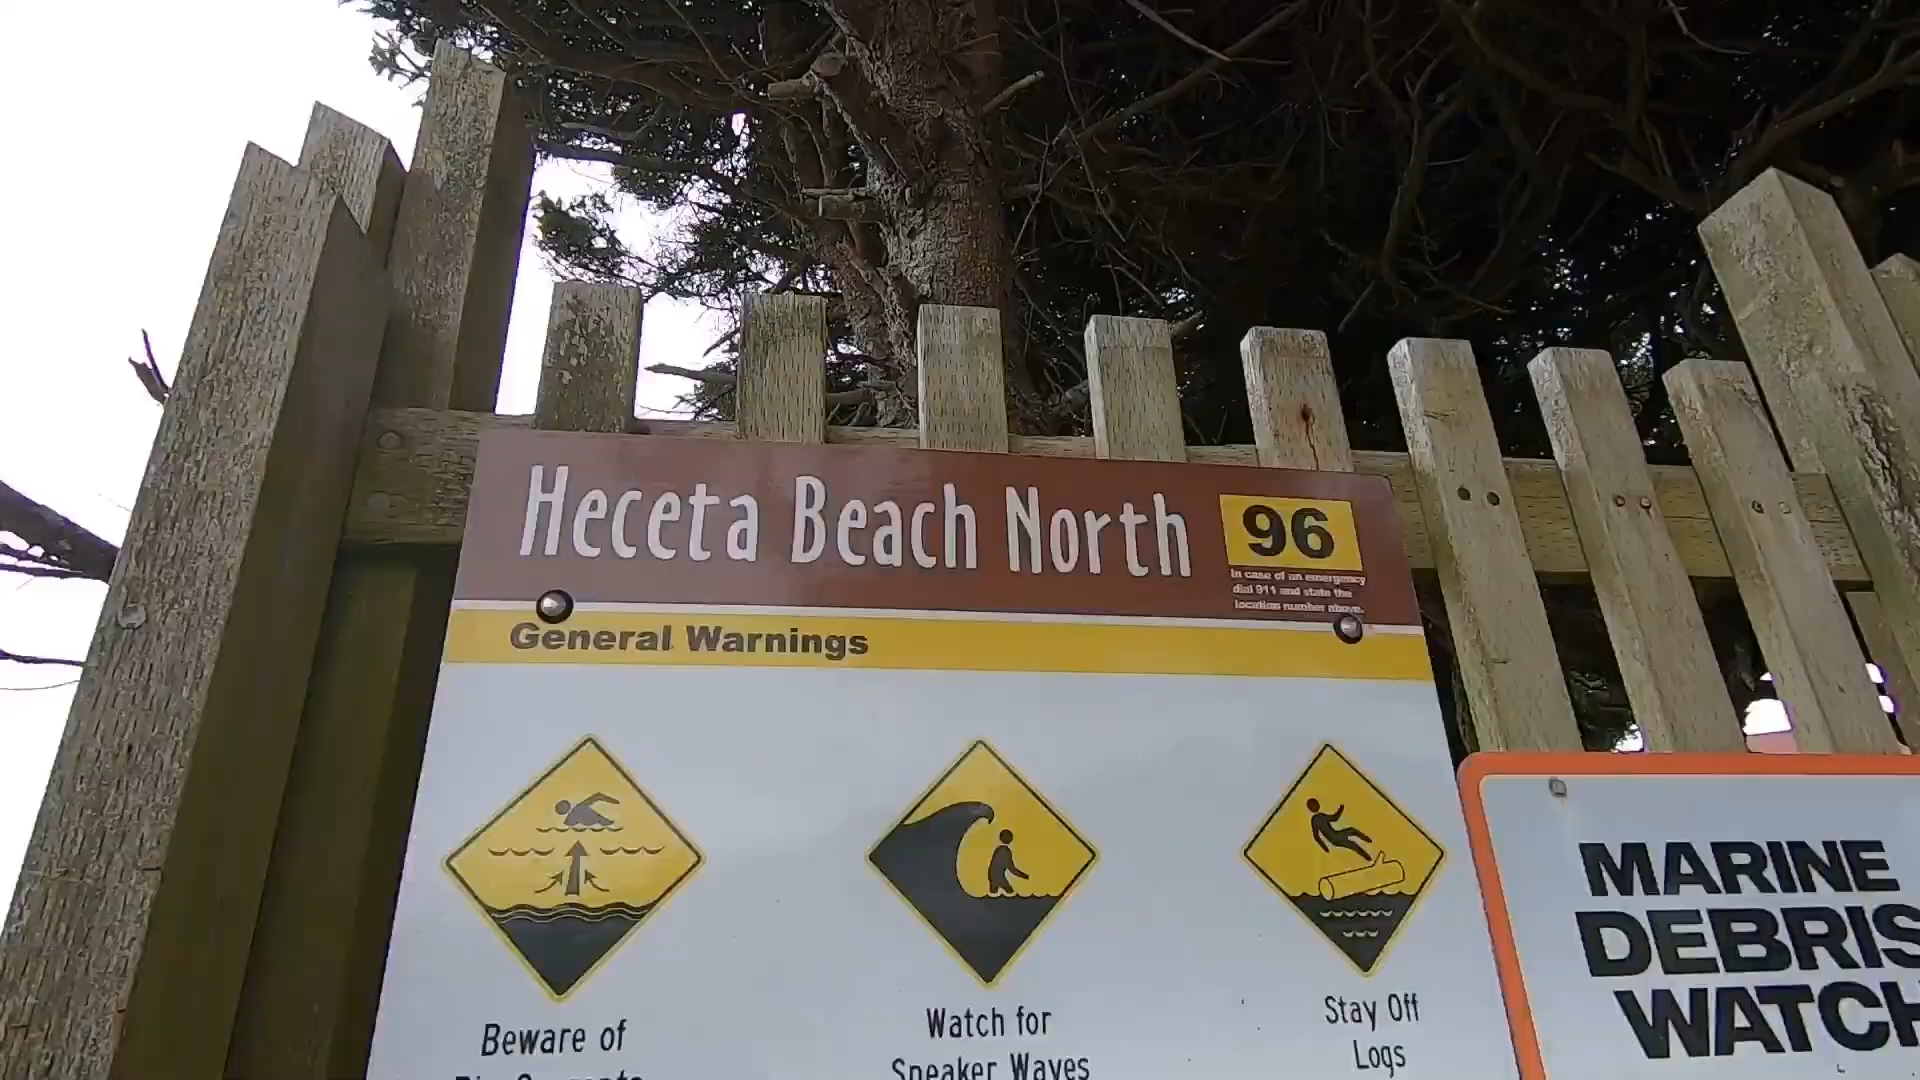 Heceta Beach North
96
In case of an emergency
dial 911 and state the
location number above.
General Warnings
Beware of
Watch for
Sneaker Waves
Stay Off
Logs
MARINE
DEBRIS
WATCH